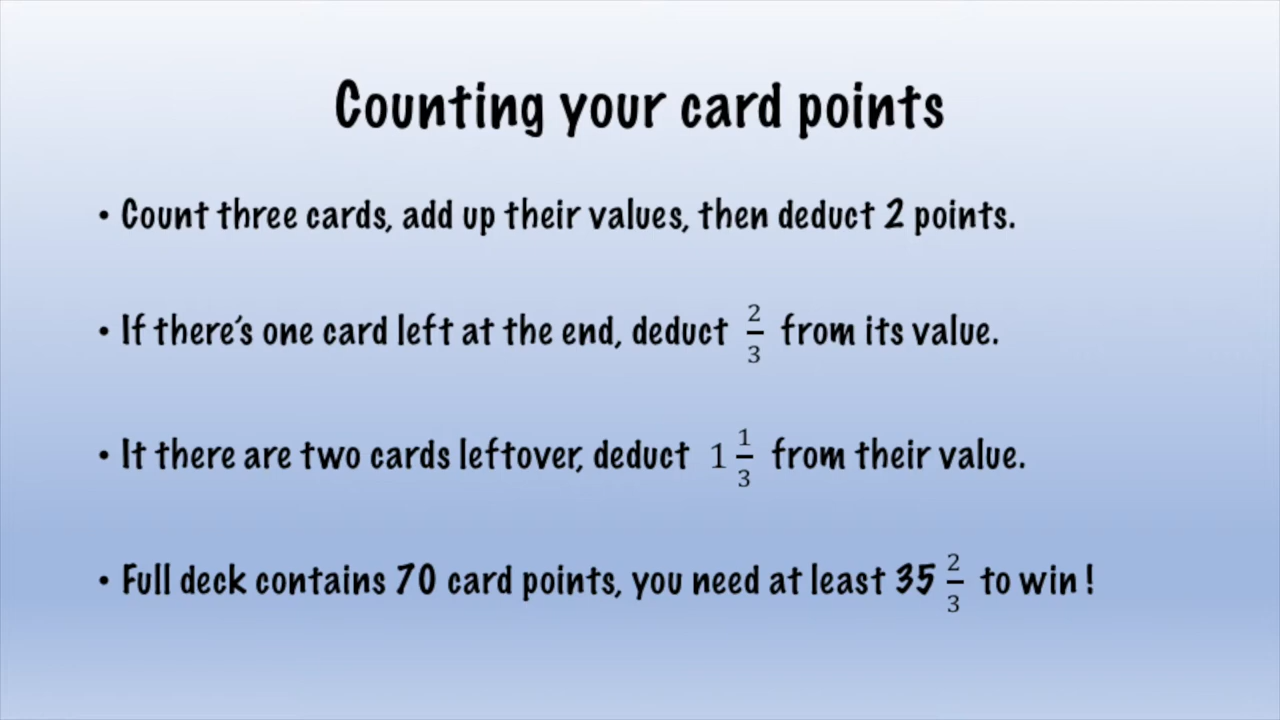 Counting your card points
• Count three cards, add up their values, then deduct 2 points.
• If there's one card left at the end, deduct 2/3 from its value.
• It there are two cards leftover, deduct 1 1/3 from their value.
• Full deck contains 70 card points, you need at least 35 2/3 to win !